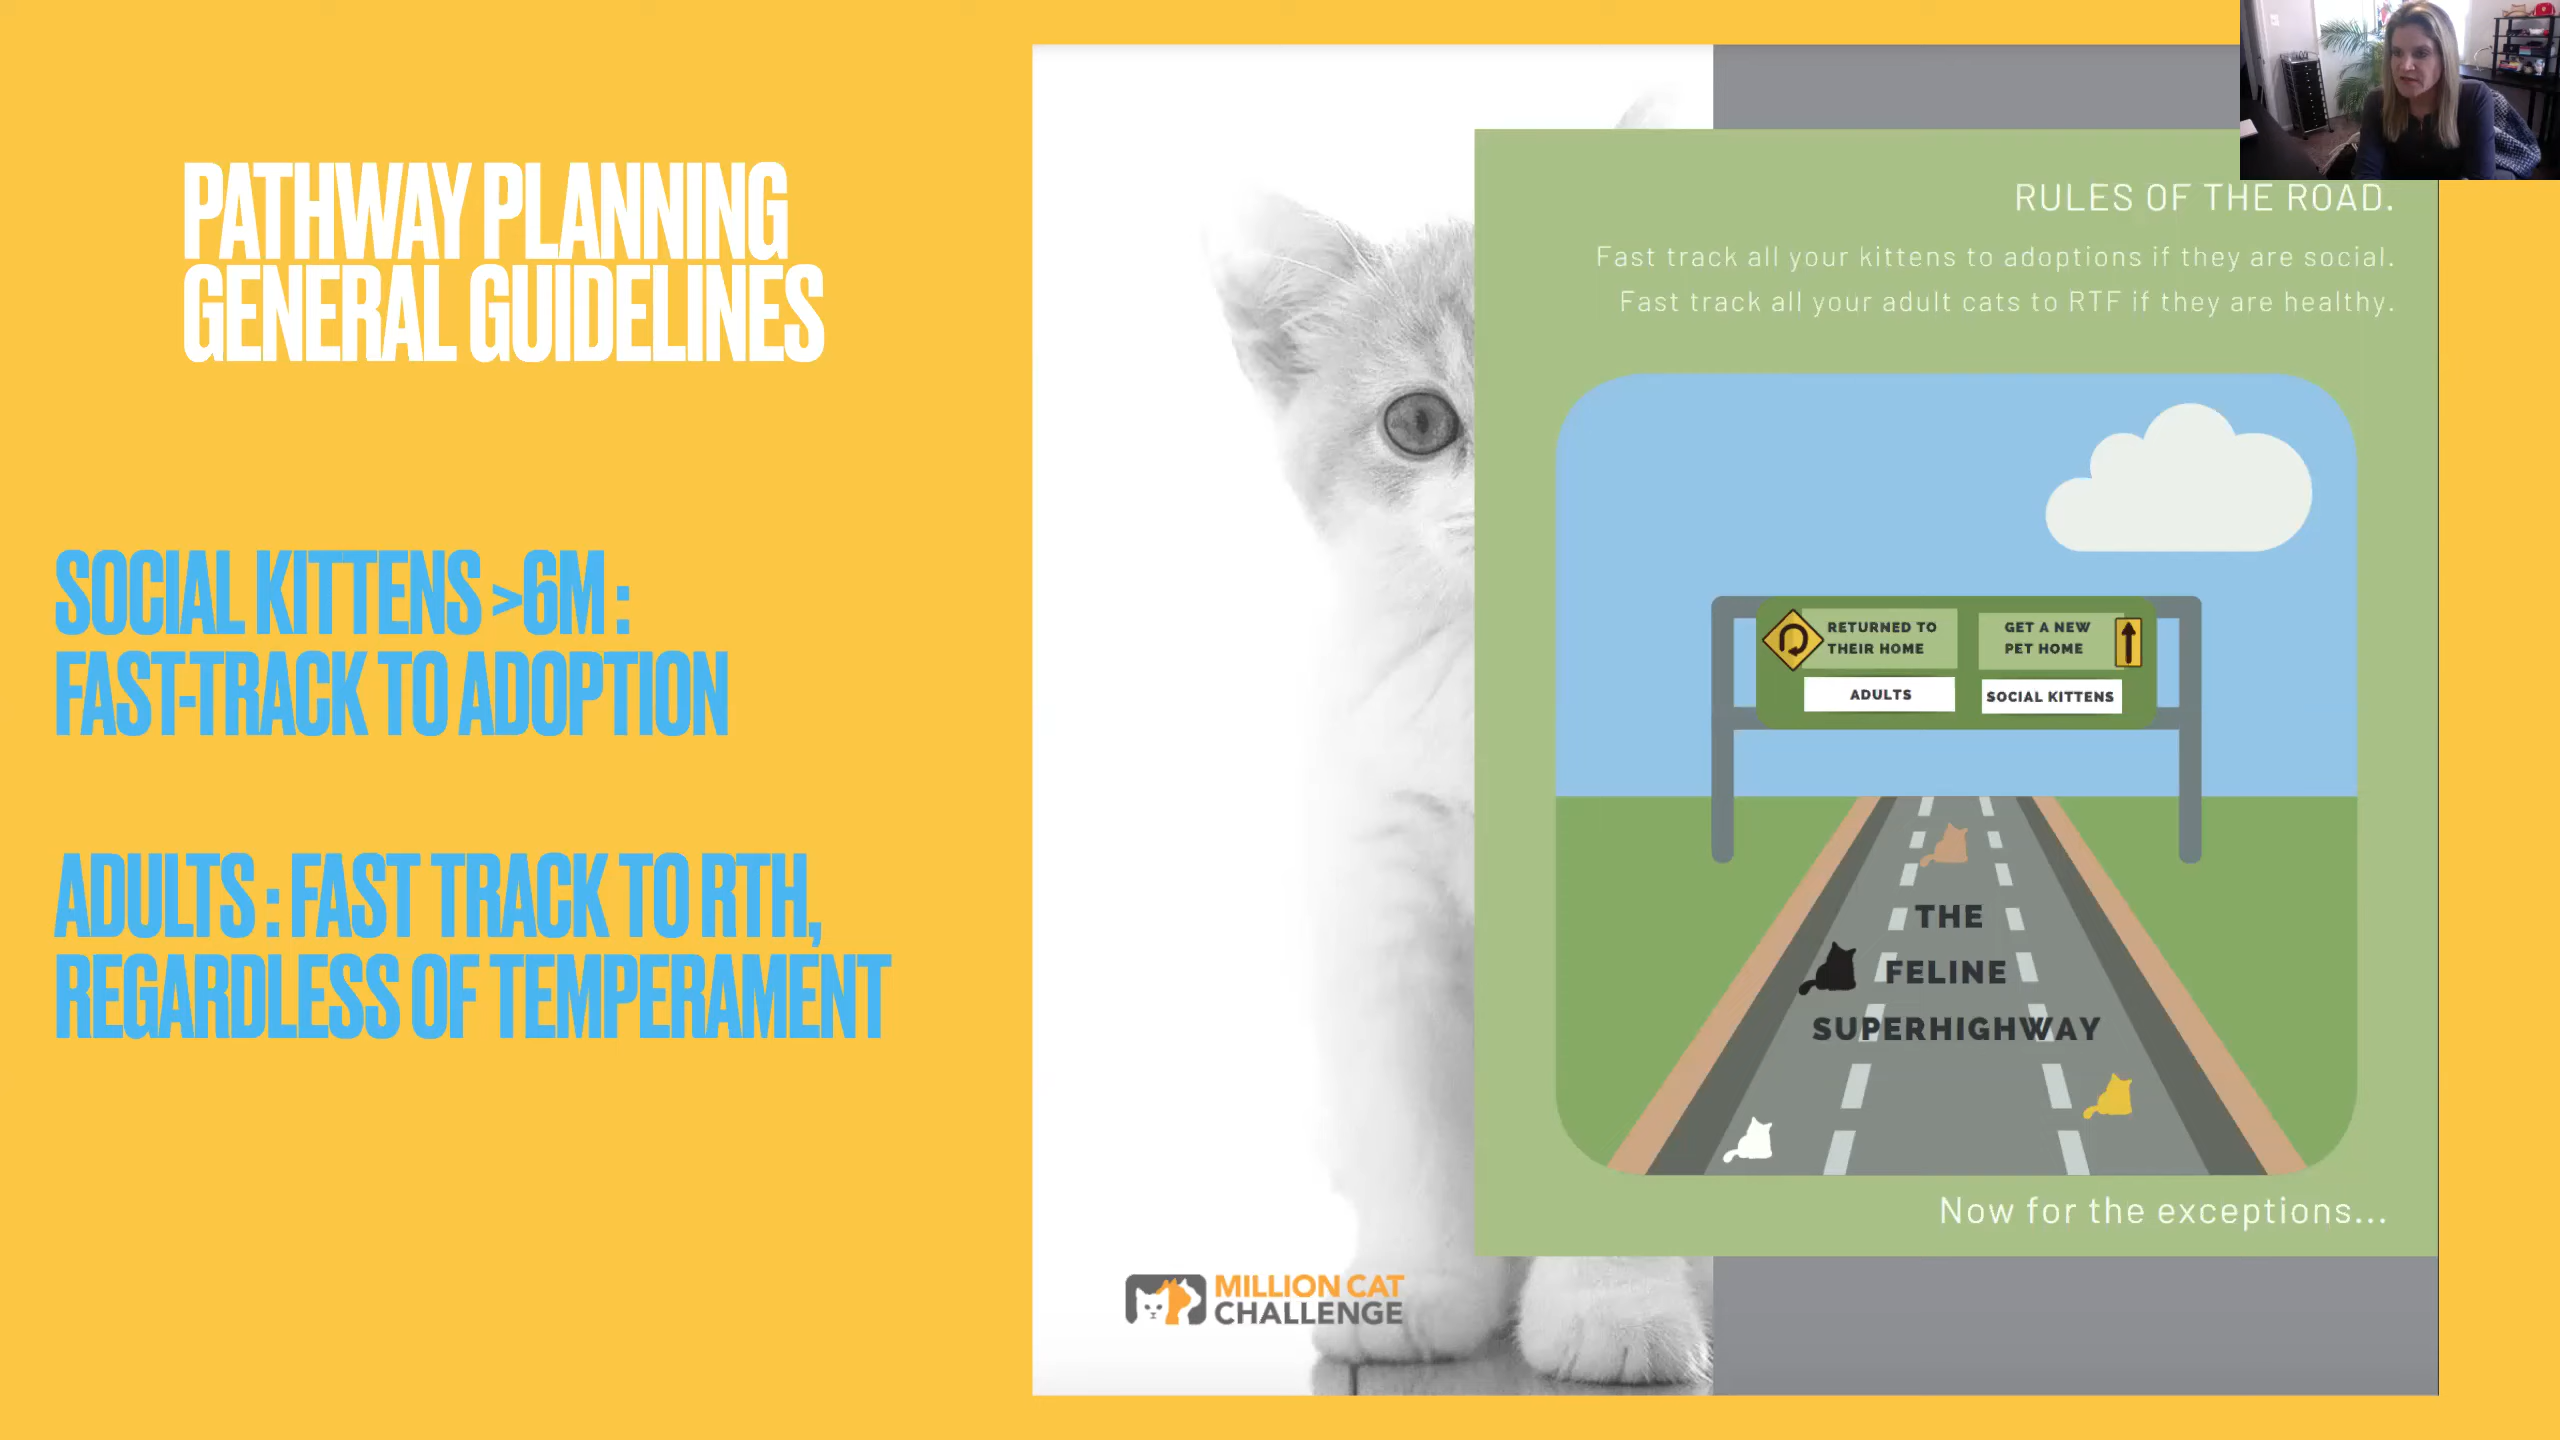 PATHWAY PLANNING
GENERAL GUIDELINES
SOCIAL KITTENS >6M :
FAST-TRACK TO ADOPTION
ADULTS : FAST TRACK TO RTH,
REGARDLESS OF TEMPERAMENT
RULES OF THE ROAD.
Fast track all your kittens to adoptions if they are social.
Fast track all your adult cats to RTF if they are healthy.
RETURNED TO
THEIR HOME
ADULTS
GET A NEW
PET HOME
SOCIAL KITTENS
THE
FELINE
SUPERHIGHWAY
Now for the exceptions...
MILLION CAT
CHALLENGE